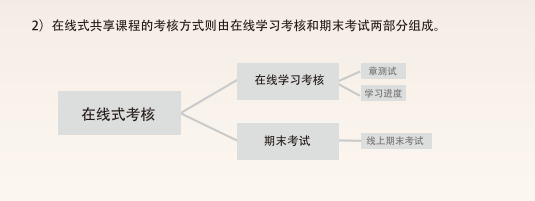 2）在线式共享课程的考核方式则由在线学习考核和期末考试两部分组成。
在线式考核
在线学习考核
章测试
学习进度
期末考试
线上期末考试